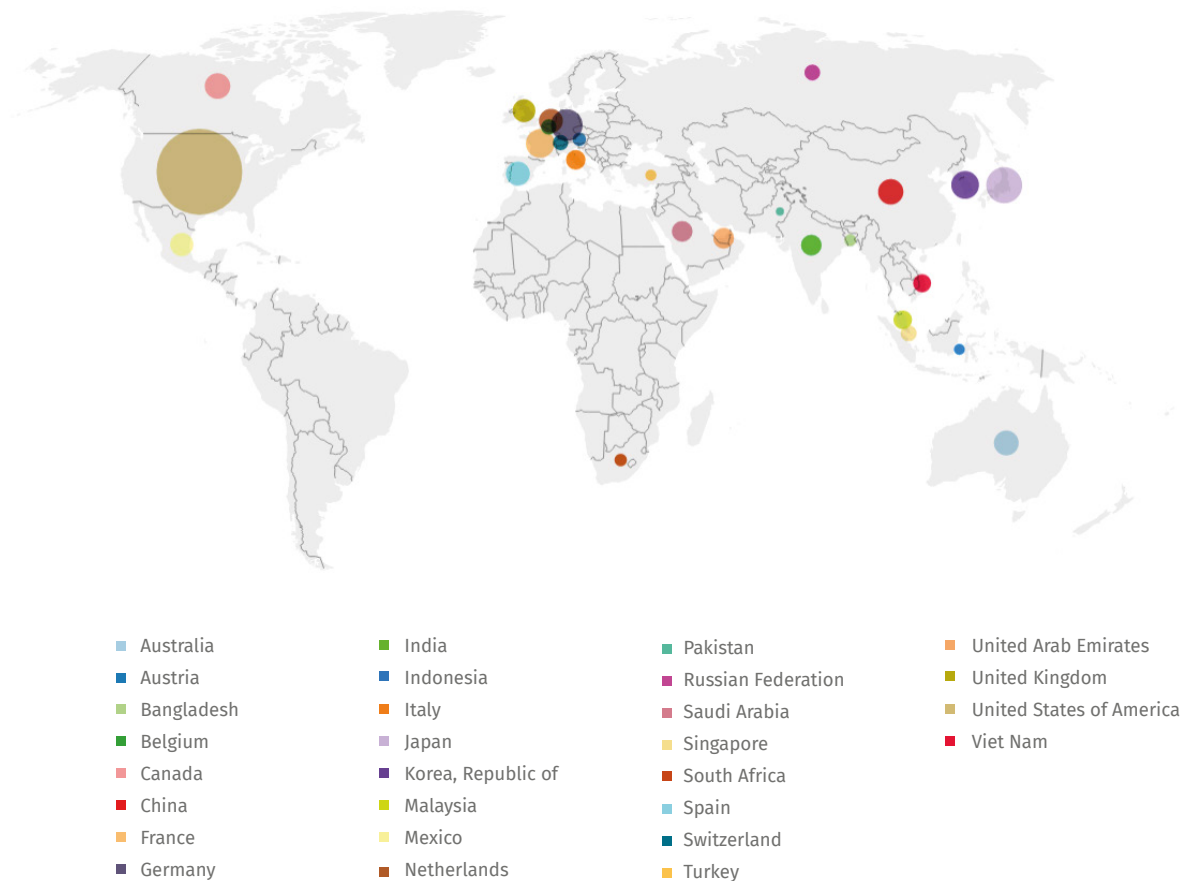 Australia
Austria
Bangladesh
Belgium
Canada
China
France
Germany
India
Indonesia
Italy
Japan
Korea, Republic of
Malaysia
Mexico
Netherlands
Pakistan
Russian Federation
Saudi Arabia
Singapore
South Africa
Spain
Switzerland
Turkey
United Arab Emirates
United Kingdom
United States of America
Viet Nam